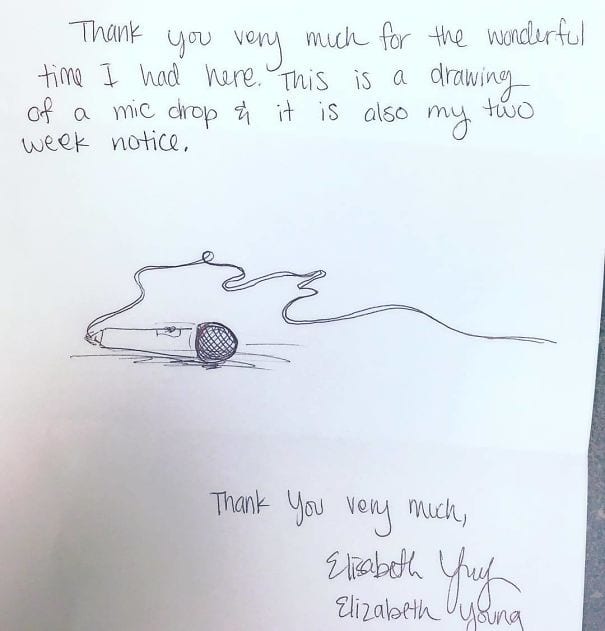 Thank you very much for the wonderful
time I had here. This is a drawing
of a mic drop & it is also my two
week notice.
Thank You very much,
Elizabeth
Elizabeth Young